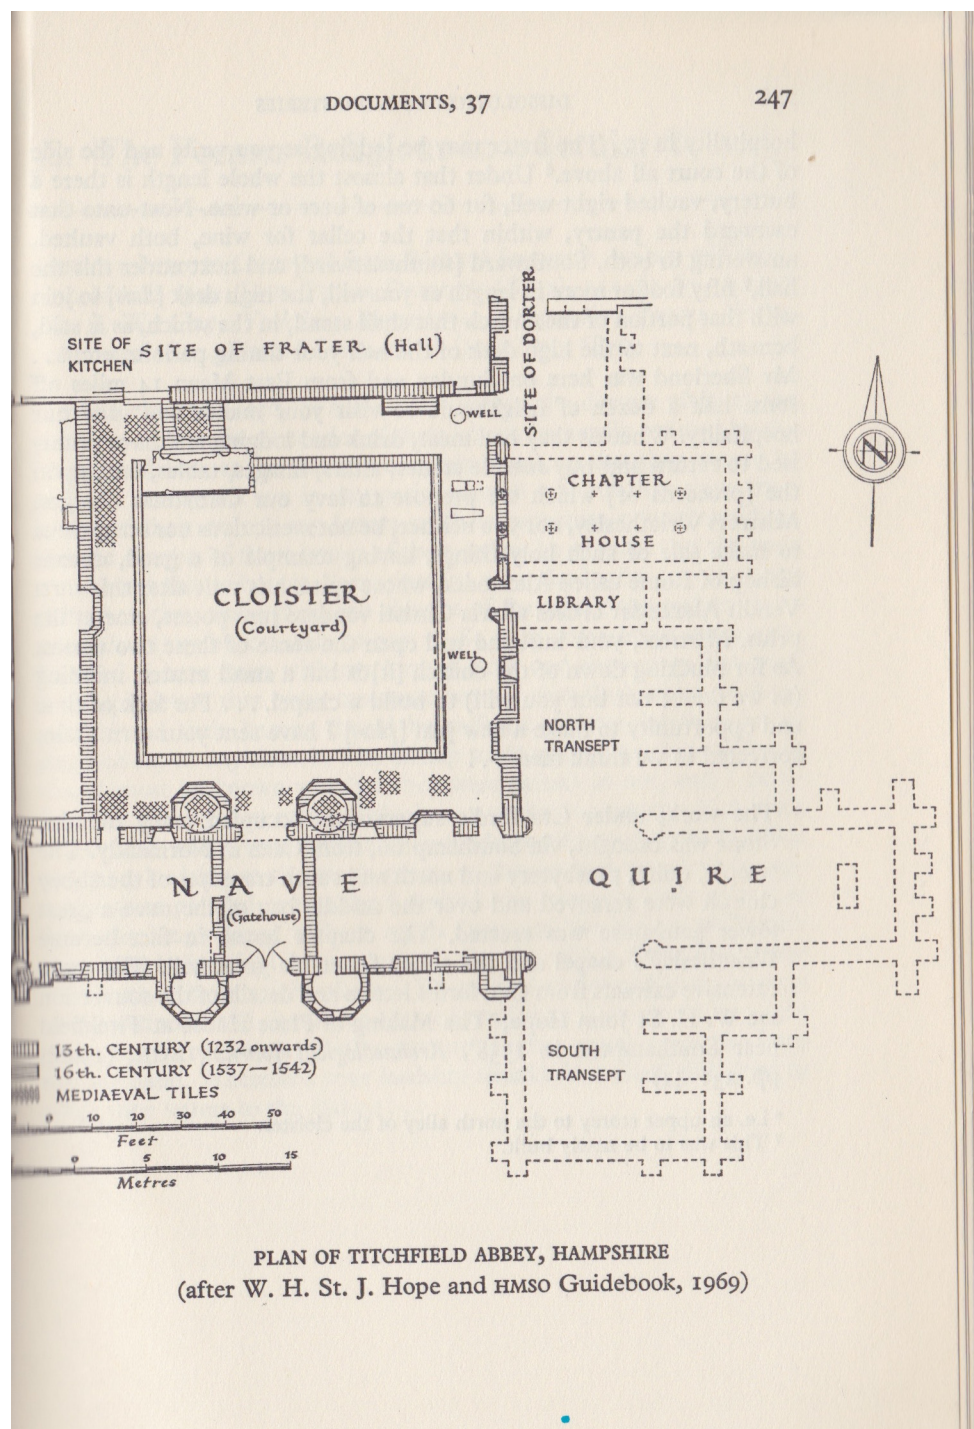 DOCUMENTS, 37
247
SITE OF DORTER
SITE OF
KITCHEN
SITE OF FRATER (Hall)
WELL
N
CHAPTER
HOUSE
CLOISTER
(Courtyard)
LIBRARY
WELL
NORTH
TRANSEPT
NAVE
(Gatehouse)
QUIRE
13th. CENTURY (1232 onwards)
16th. CENTURY (1537–1542)
MEDIAEVAL TILES
SOUTH
TRANSEPT
0 10 20 30 40 50
Feet
0 5 10 15
Metres
PLAN OF TITCHFIELD ABBEY, HAMPSHIRE
(after W. H. St. J. Hope and HMSO Guidebook, 1969)